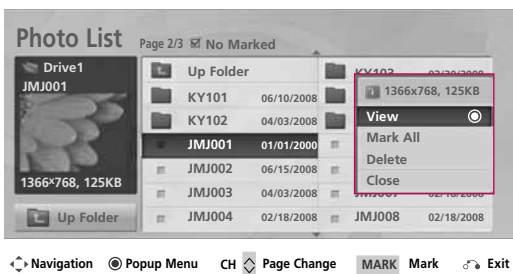 Photo List Page 2/3 ☑ No Marked
Drive1
JMJ001
1366x768, 125KB
Up Folder
Up Folder
KY101 06/10/2008
KY102 04/03/2008
JMJ001 01/01/2000
JMJ002 06/15/2008
JMJ003 04/03/2008
JMJ004 02/18/2008
KY103
JMJ008 02/18/2008
1366x768, 125KB
View
Mark All
Delete
Close
Navigation Popup Menu CH Page Change MARK Mark Exit